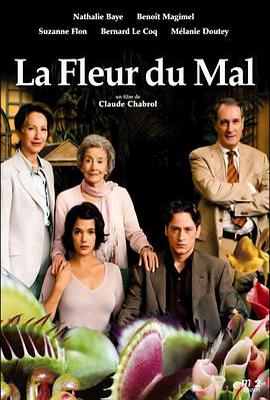 Nathalie Baye Benoît Magimel
Suzanne Flon Bernard Le Coq Mélanie Doutey
La Fleur du Mal
un film de
Claude Chabrol